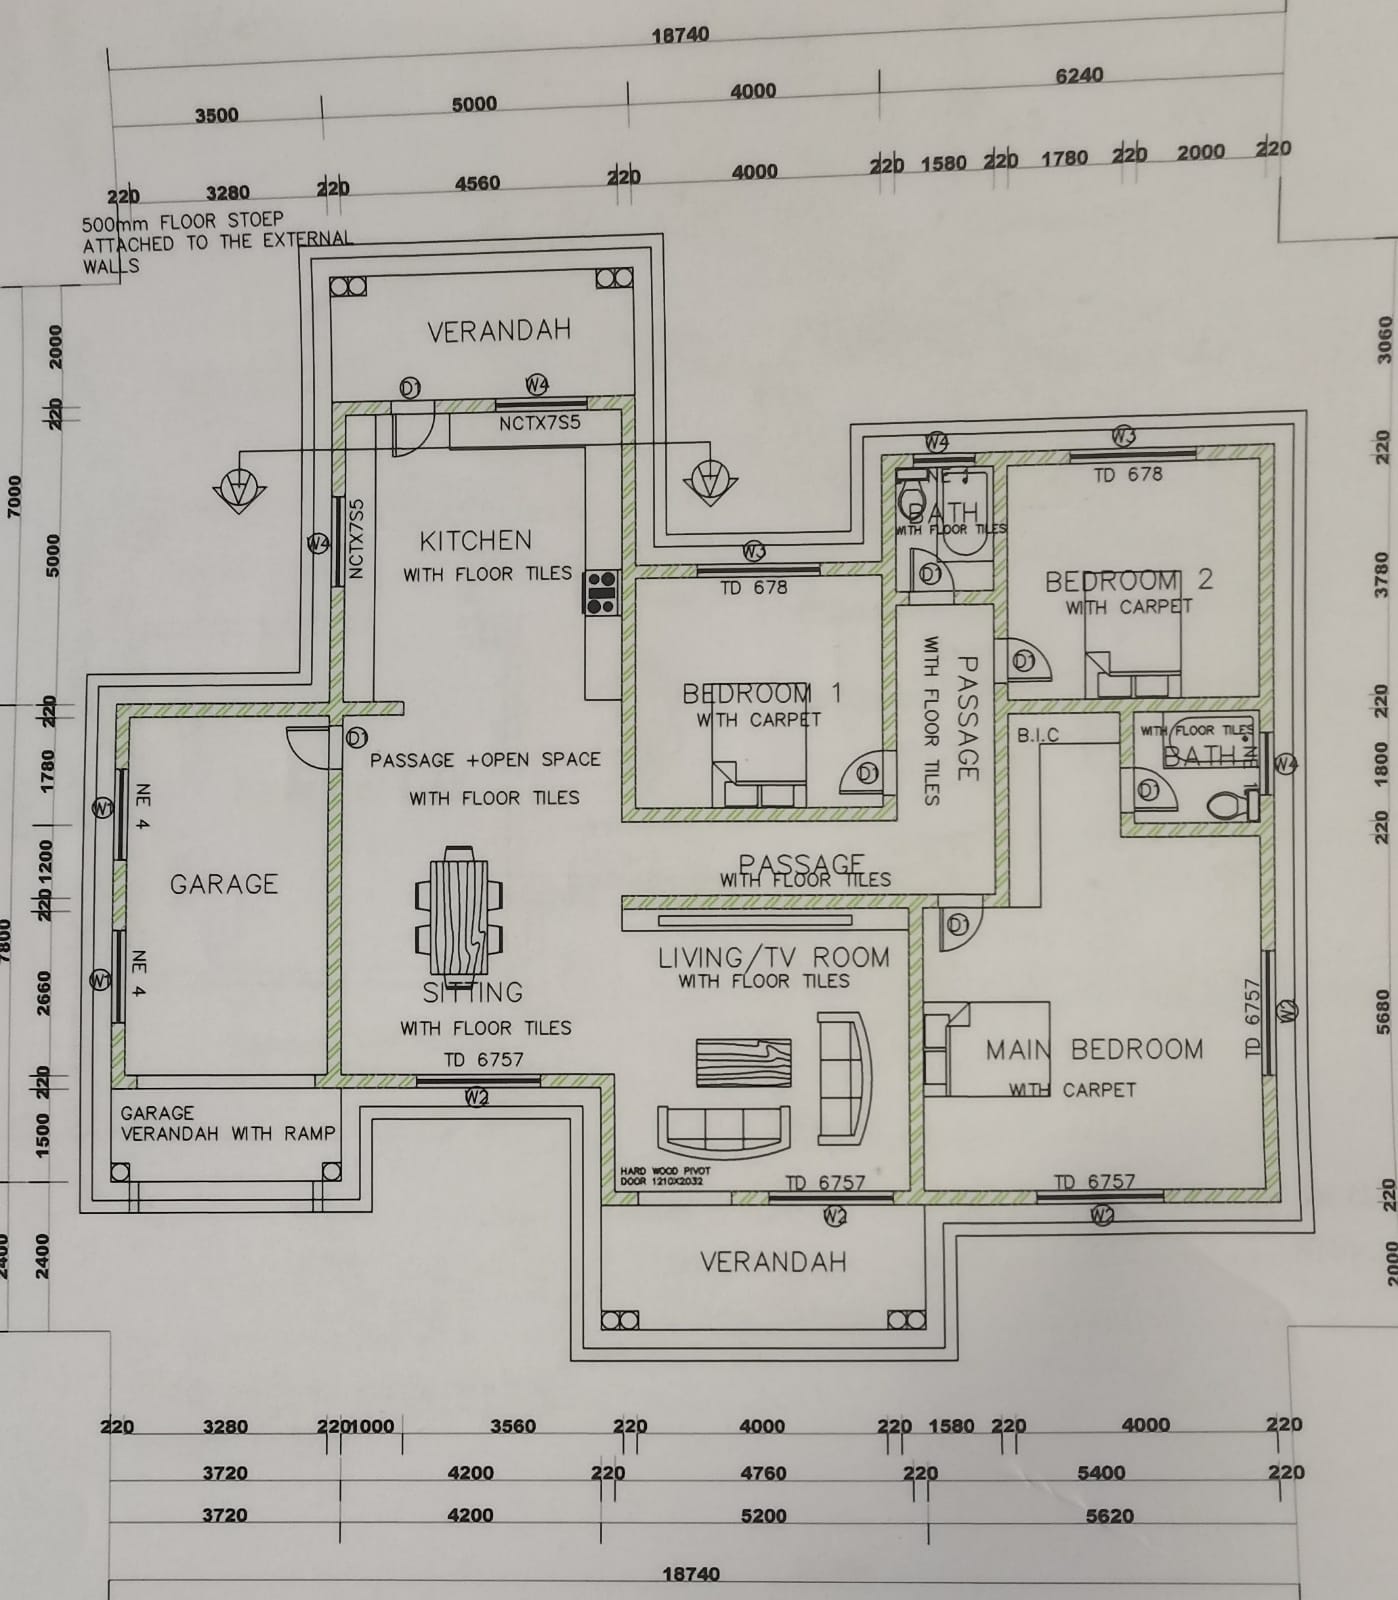 18740
3500 5000 4000 6240
220 3280 220 4560 220 4000 220 1580 220 1780 220 2000 220
500mm FLOOR STOEP
ATTACHED TO THE EXTERNAL
WALLS
2000
220
5000
7000
220
1780
1200
220
2660
7800
220
1500
2400
2400
3060
220
3780
220
1800
220
5680
220
2000
VERANDAH
D1 W4
NCTX7S5
W4
NCTX7S5
A
A
KITCHEN
WITH FLOOR TILES
W3
TD 678
BEDROOM 1
WITH CARPET
D1
W4
NE 1
BATH
WITH FLOOR TILES
D1
W3
TD 678
BEDROOM 2
WITH CARPET
D1
PASSAGE
WITH FLOOR TILES
B.I.C
WITH FLOOR TILES
BATH
NE 1
W4
D1
D1
PASSAGE +OPEN SPACE
WITH FLOOR TILES
W1
NE 4
GARAGE
W1
NE 4
PASSAGE
WITH FLOOR TILES
D1
LIVING/TV ROOM
WITH FLOOR TILES
SITTING
WITH FLOOR TILES
TD 6757
W2
MAIN BEDROOM
WITH CARPET
TD 6757
W2
GARAGE
VERANDAH WITH RAMP
HARD WOOD PIVOT
DOOR 1210X2032
TD 6757
W2
TD 6757
W2
VERANDAH
220 3280 220 1000 3560 220 4000 220 1580 220 4000 220
3720 4200 220 4760 220 5400 220
3720 4200 5200 5620
18740